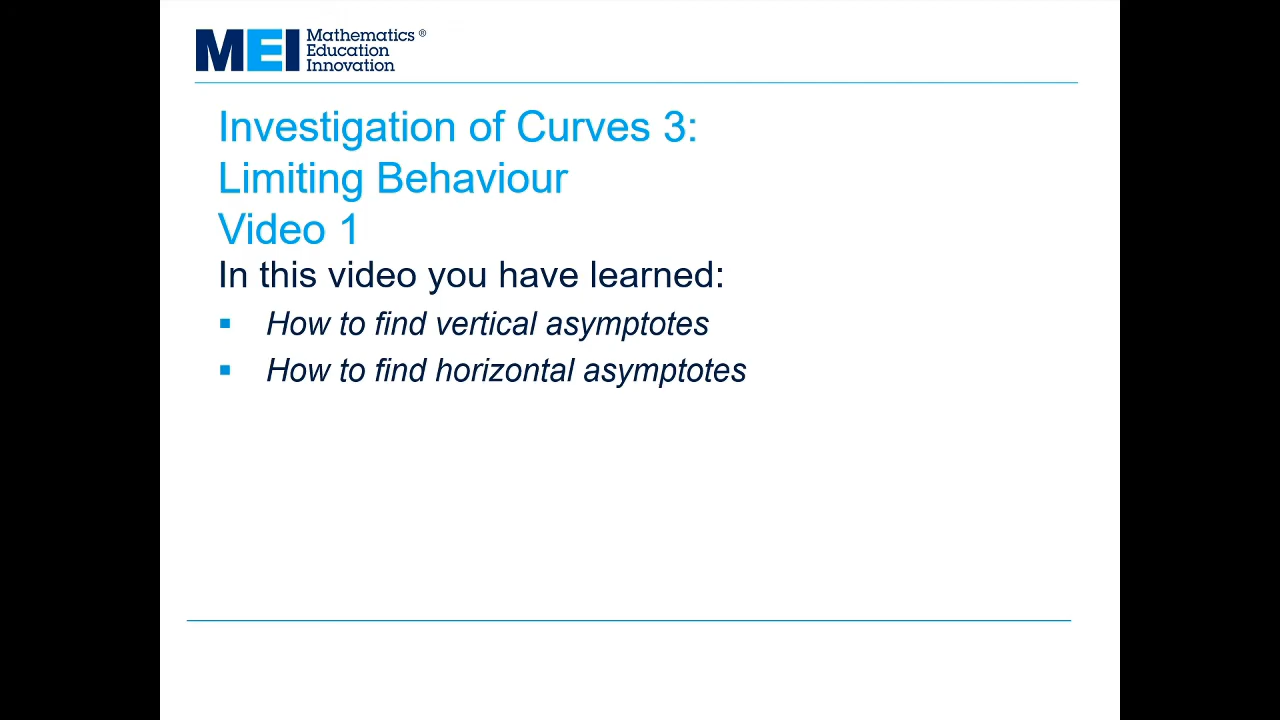 MEI Mathematics ®
Education
Innovation
Investigation of Curves 3:
Limiting Behaviour
Video 1
In this video you have learned:
▪ How to find vertical asymptotes
▪ How to find horizontal asymptotes